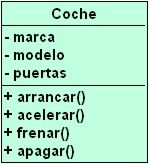 Coche
- marca
- modelo
- puertas
+ arrancar()
+ acelerar()
+ frenar()
+ apagar()